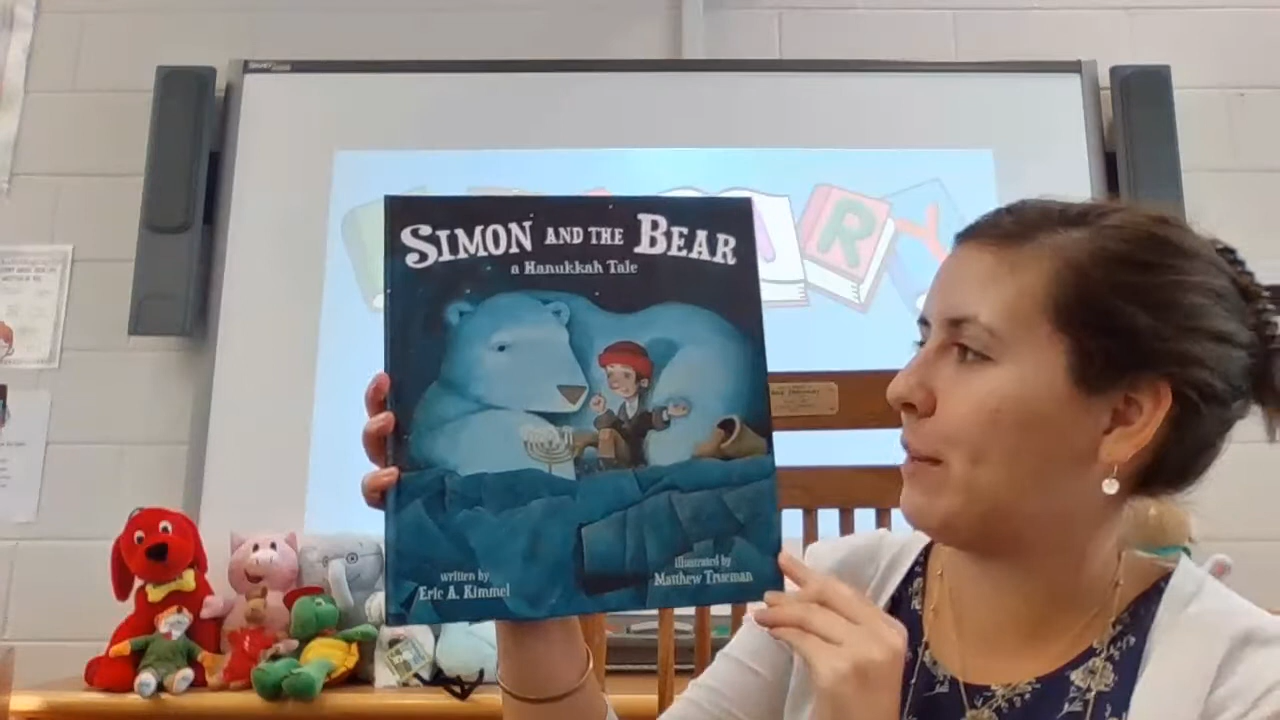 SIMON AND THE BEAR
a Hanukkah Tale
written by
Eric A. Kimmel
illustrated by
Matthew Trueman
R
Y